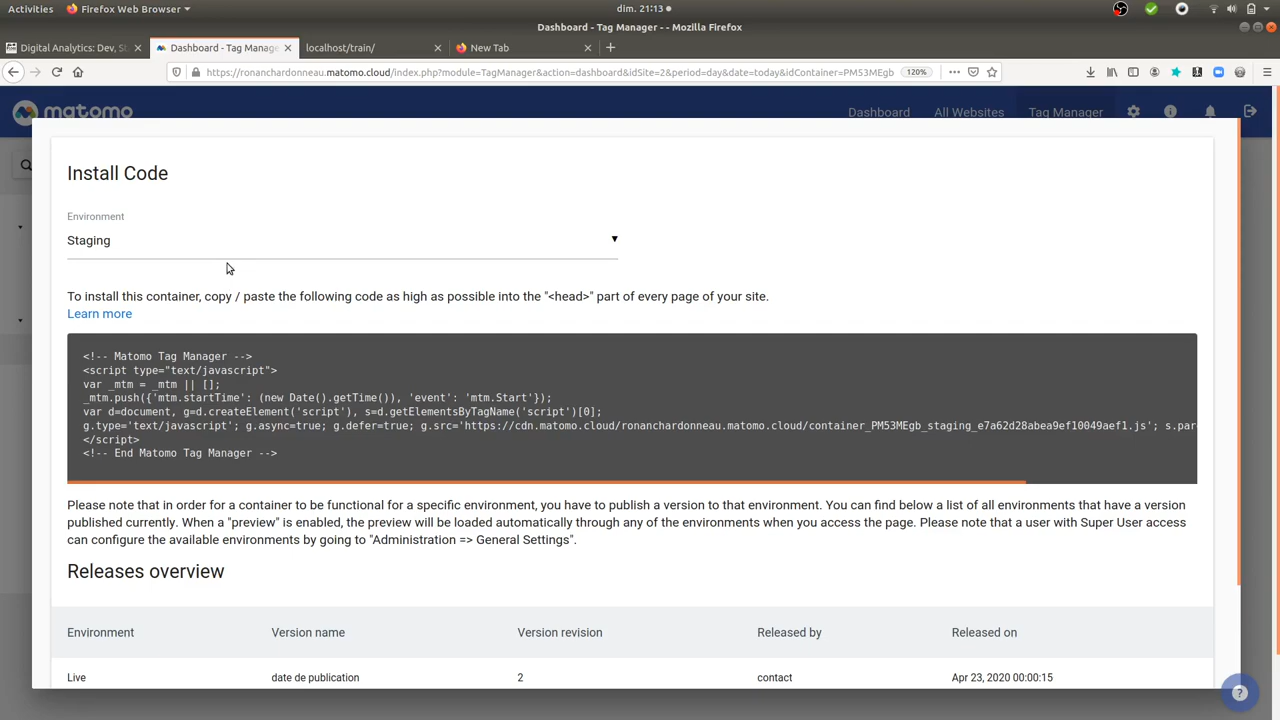 Activities
Firefox Web Browser
dim. 21:13
Dashboard - Tag Manager - Mozilla Firefox
Digital Analytics: Dev, St
Dashboard - Tag Manage
localhost/train/
New Tab
https://ronanchardonneau.matomo.cloud/index.php?module=TagManager&action=dashboard&idSite=2&period=day&date=today&idContainer=PM53MEgb
120%
matomo
Dashboard
All Websites
Tag Manager
Install Code
Environment
Staging
To install this container, copy / paste the following code as high as possible into the "<head>" part of every page of your site.
Learn more
<!-- Matomo Tag Manager -->
<script type="text/javascript">
var _mtm = _mtm || [];
_mtm.push({'mtm.startTime': (new Date().getTime()), 'event': 'mtm.Start'});
var d=document, g=d.createElement('script'), s=d.getElementsByTagName('script')[0];
g.type='text/javascript'; g.async=true; g.defer=true; g.src='https://cdn.matomo.cloud/ronanchardonneau.matomo.cloud/container_PM53MEgb_staging_e7a62d28abea9ef10049aef1.js'; s.par
</script>
<!-- End Matomo Tag Manager -->
Please note that in order for a container to be functional for a specific environment, you have to publish a version to that environment. You can find below a list of all environments that have a version
published currently. When a "preview" is enabled, the preview will be loaded automatically through any of the environments when you access the page. Please note that a user with Super User access
can configure the available environments by going to "Administration => General Settings".
Releases overview
Environment Version name Version revision Released by Released on
Live date de publication 2 contact Apr 23, 2020 00:00:15
?